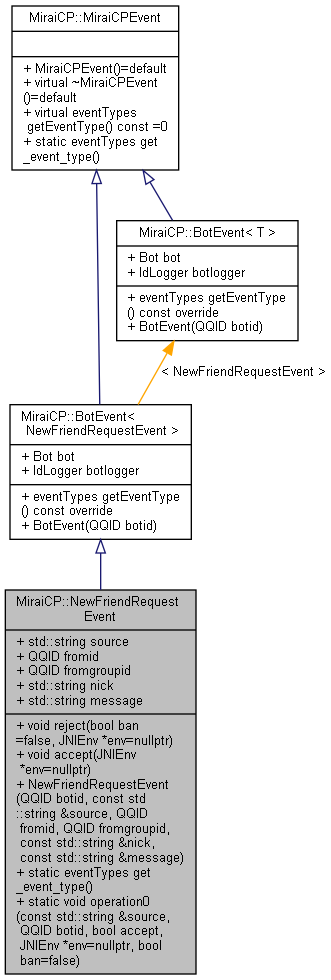 MiraiCP::MiraiCPEvent
+ MiraiCPEvent()=default
+ virtual ~MiraiCPEvent
()=default
+ virtual eventTypes
getEventType() const =0
+ static eventTypes get
_event_type()
MiraiCP::BotEvent< T >
+ Bot bot
+ IdLogger botlogger
+ eventTypes getEventType
() const override
+ BotEvent(QQID botid)
< NewFriendRequestEvent >
MiraiCP::BotEvent<
NewFriendRequestEvent >
+ Bot bot
+ IdLogger botlogger
+ eventTypes getEventType
() const override
+ BotEvent(QQID botid)
MiraiCP::NewFriendRequest
Event
+ std::string source
+ QQID fromid
+ QQID fromgroupid
+ std::string nick
+ std::string message
+ void reject(bool ban
=false, JNIEnv *env=nullptr)
+ void accept(JNIEnv
*env=nullptr)
+ NewFriendRequestEvent
(QQID botid, const std
::string &source, QQID
fromid, QQID fromgroupid,
const std::string &nick,
const std::string &message)
+ static eventTypes get
_event_type()
+ static void operation0
(const std::string &source,
QQID botid, bool accept,
JNIEnv *env=nullptr, bool
ban=false)